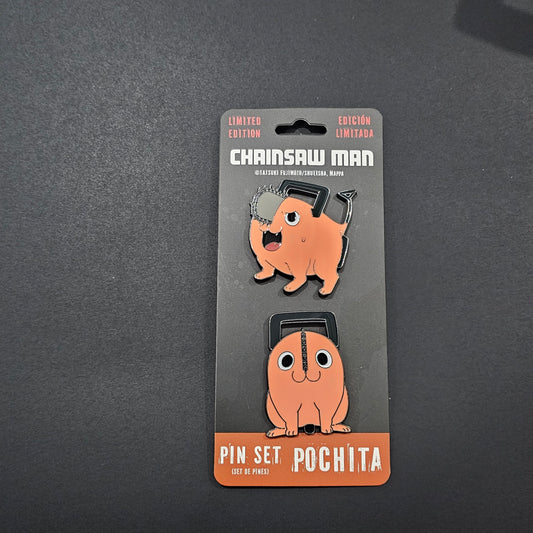 LIMITED EDITION
EDICIÓN LIMITADA
CHAINSAW MAN
©TATSUKI FUJIMOTO/SHUEISHA, MAPPA
PIN SET
(SET DE PINES)
POCHITA